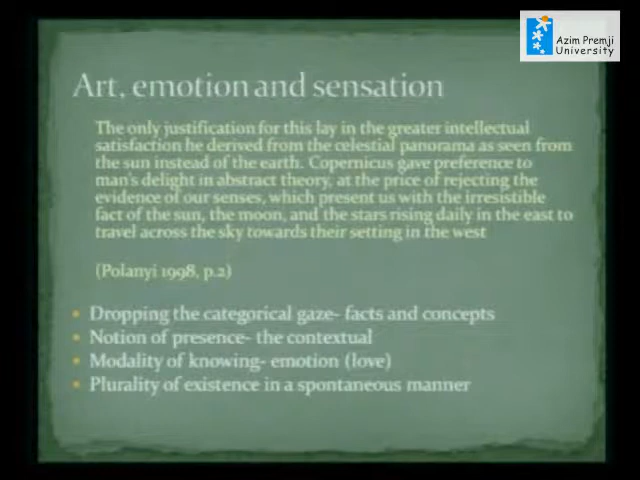 Azim Premji
University
Art, emotion and sensation
The only justification for this lay in the greater intellectual
satisfaction he derived from the celestial panorama as seen from
the sun instead of the earth. Copernicus gave preference to
man's delight in abstract theory, at the price of rejecting the
evidence of our senses, which present us with the irresistible
fact of the sun, the moon, and the stars rising daily in the east to
travel across the sky towards their setting in the west
(Polanyi 1998, p.2)
Dropping the categorical gaze- facts and concepts
Notion of presence- the contextual
Modality of knowing- emotion (love)
Plurality of existence in a spontaneous manner